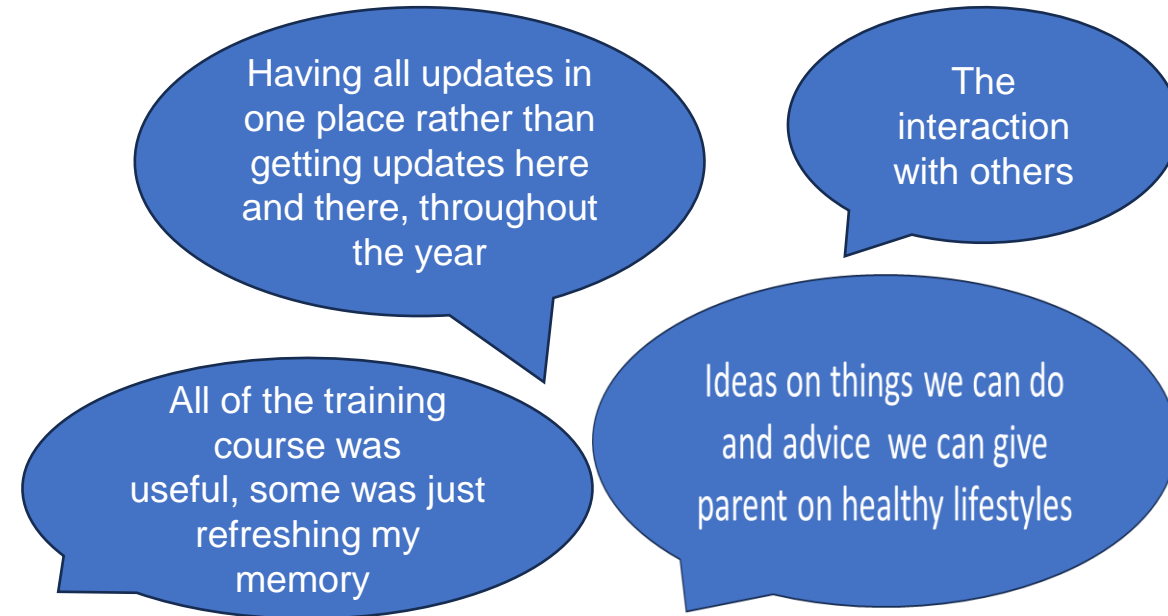 Having all updates in
one place rather than
getting updates here
and there, throughout
the year
The
interaction
with others
All of the training
course was
useful, some was just
refreshing my
memory
Ideas on things we can do
and advice  we can give
parent on healthy lifestyles